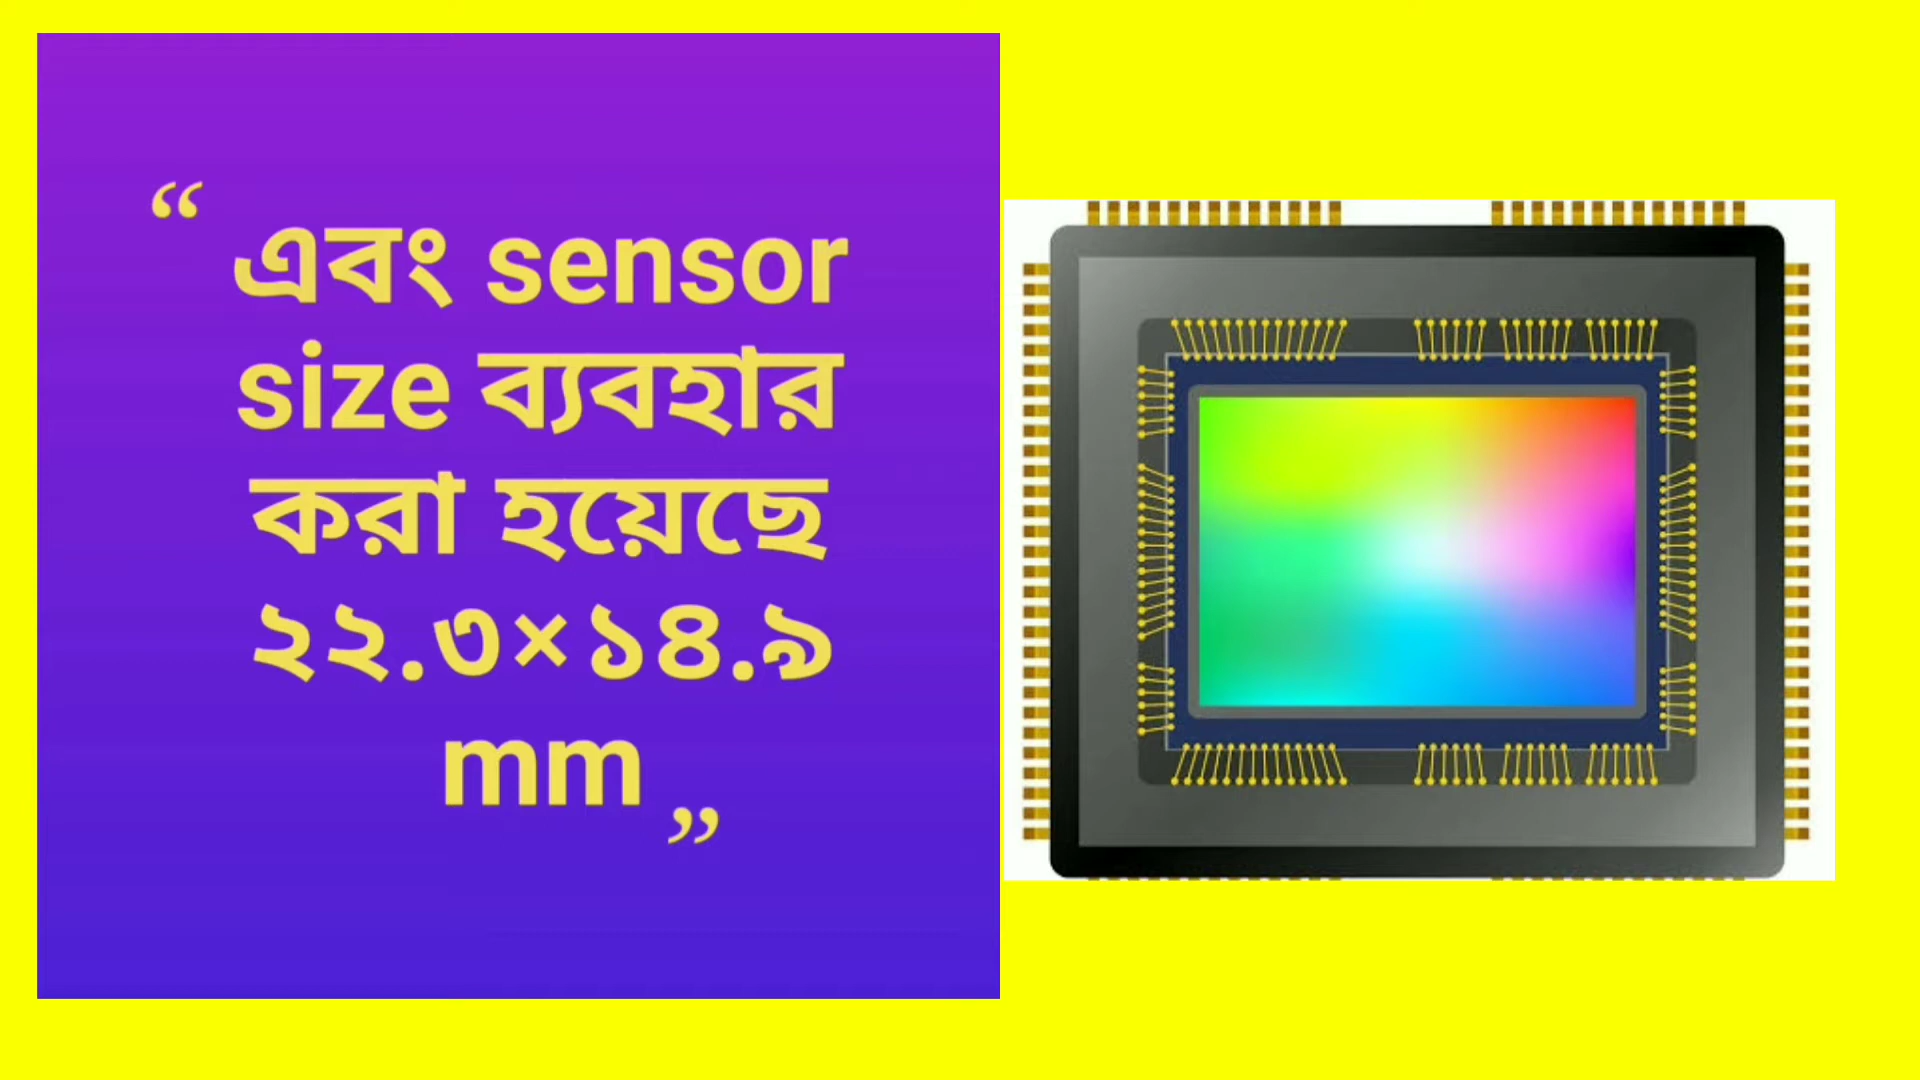 “এবং sensor
size ব্যবহার
করা হয়েছে
২২.৩×১৪.৯
mm”